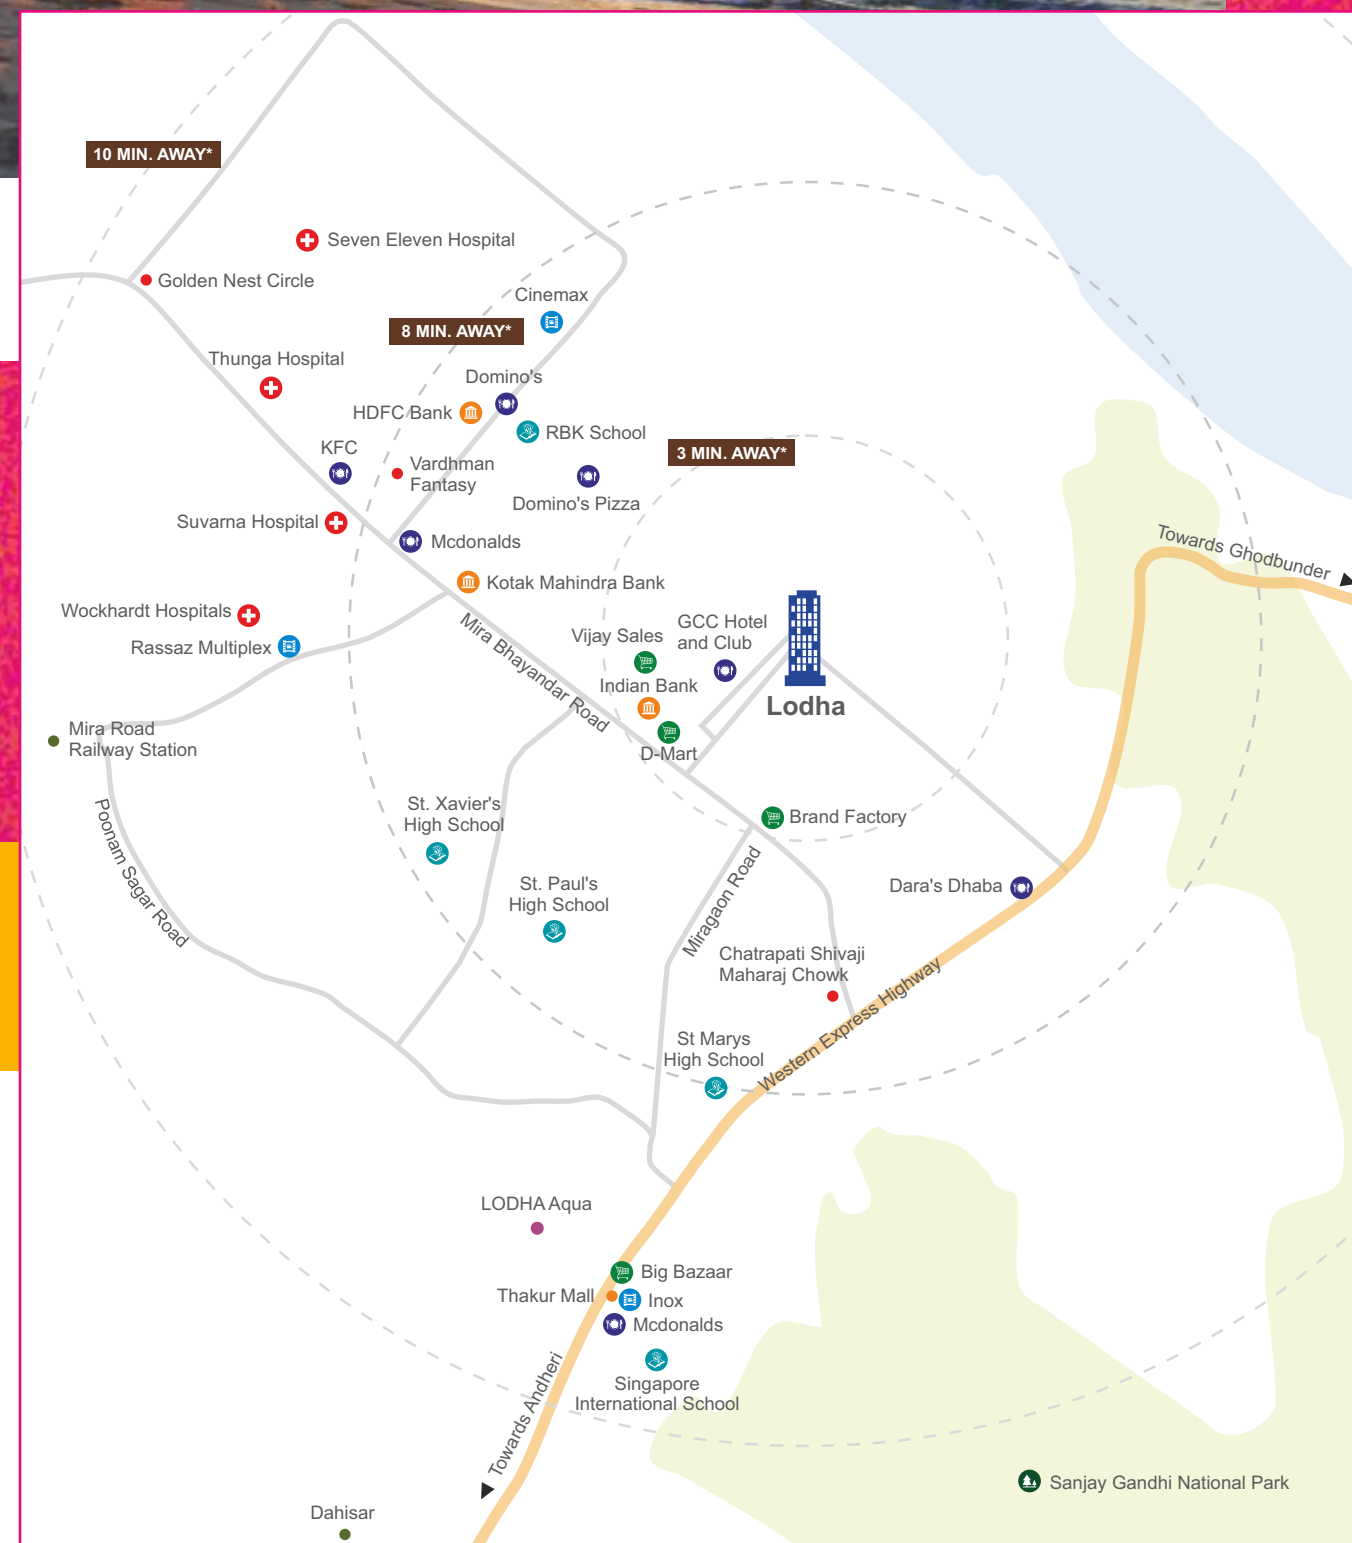 10 MIN. AWAY*
Seven Eleven Hospital
Golden Nest Circle
Cinemax
8 MIN. AWAY*
Thunga Hospital
Domino's
HDFC Bank
RBK School
KFC
3 MIN. AWAY*
Vardhman
Fantasy
Domino's Pizza
Suvarna Hospital
Mcdonalds
Towards Ghodbunder
Kotak Mahindra Bank
Wockhardt Hospitals
Rassaz Multiplex
Mira Bhayandar Road
Vijay Sales
GCC Hotel
and Club
Indian Bank
Lodha
D-Mart
Mira Road
Railway Station
St. Xavier's
High School
Brand Factory
Poonam Sagar Road
St. Paul's
High School
Miragaon Road
Dara's Dhaba
Chatrapati Shivaji
Maharaj Chowk
Western Express Highway
St Marys
High School
LODHA Aqua
Big Bazaar
Thakur Mall
Inox
Mcdonalds
Singapore
International School
Towards Andheri
Sanjay Gandhi National Park
Dahisar